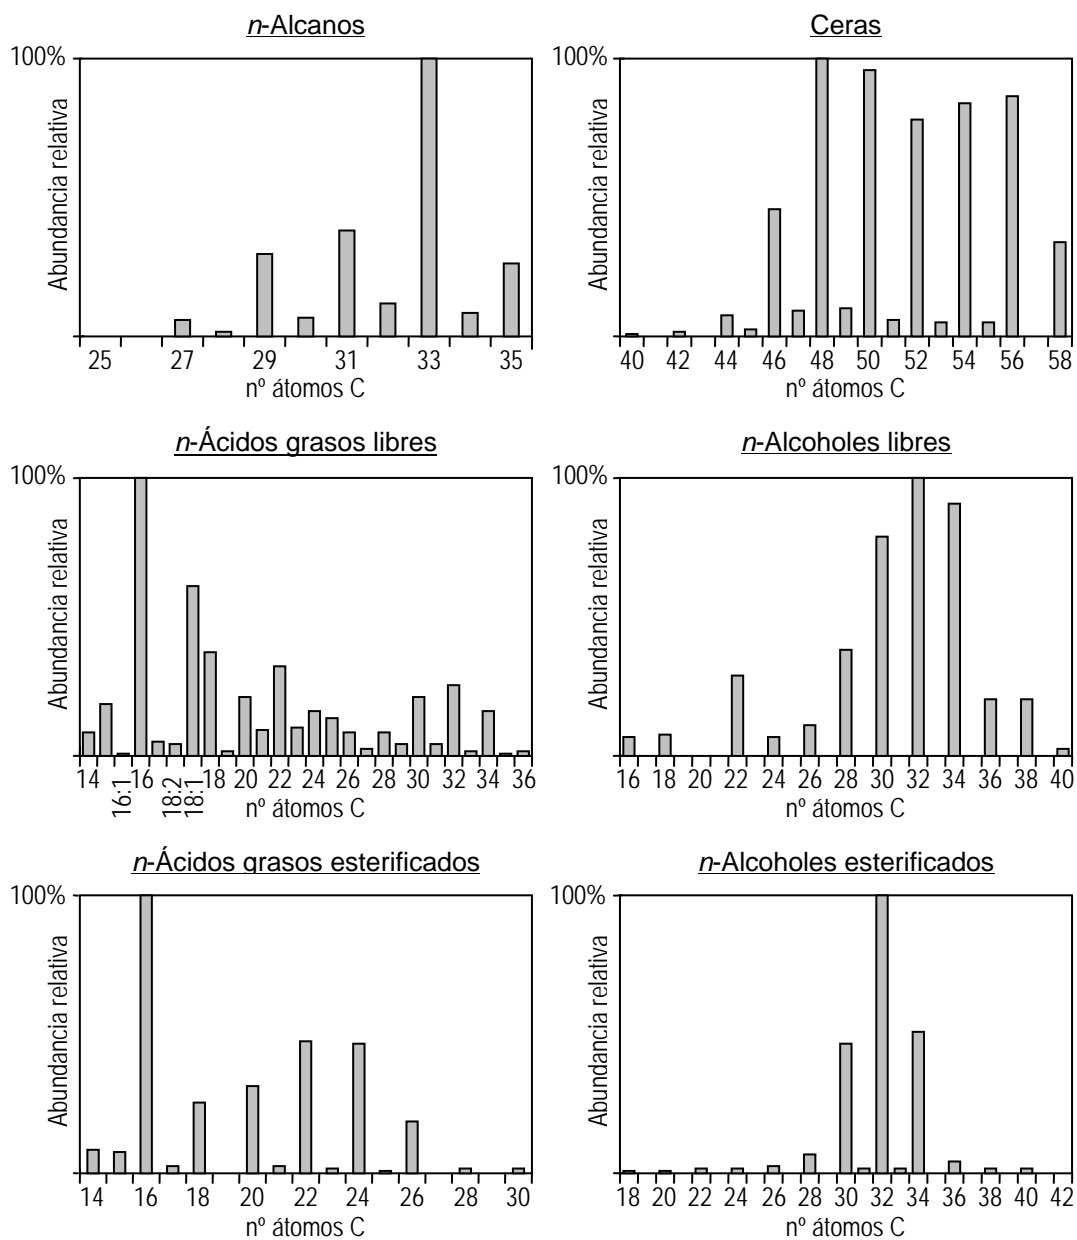 n-Alcanos
100%
Abundancia relativa
25 27 29 31 33 35
nº átomos C
Ceras
100%
Abundancia relativa
40 42 44 46 48 50 52 54 56 58
nº átomos C
n-Ácidos grasos libres
100%
Abundancia relativa
14 16:1 16 18:2 18:1 18 20 22 24 26 28 30 32 34 36
nº átomos C
n-Alcoholes libres
100%
Abundancia relativa
16 18 20 22 24 26 28 30 32 34 36 38 40
nº átomos C
n-Ácidos grasos esterificados
100%
Abundancia relativa
14 16 18 20 22 24 26 28 30
nº átomos C
n-Alcoholes esterificados
100%
Abundancia relativa
18 20 22 24 26 28 30 32 34 36 38 40 42
nº átomos C